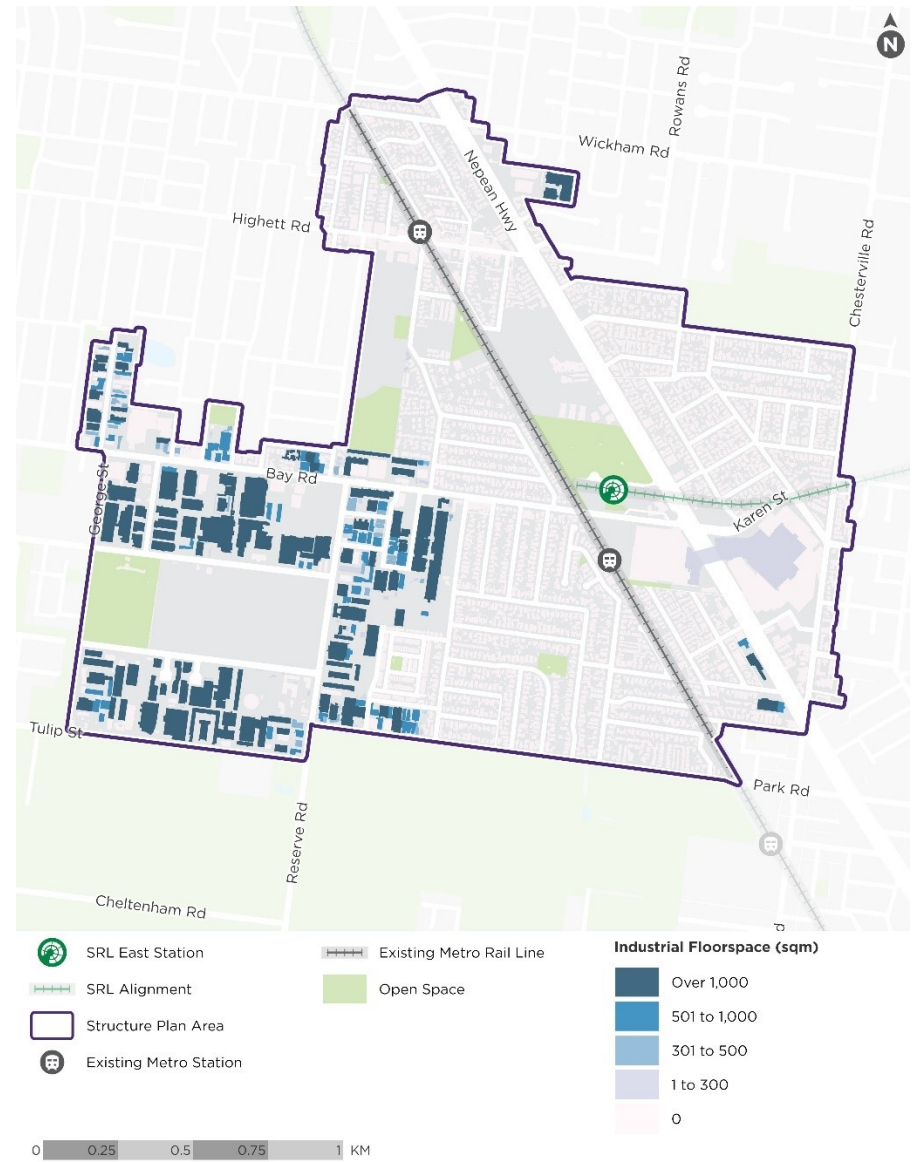 N
Rowans Rd
Wickham Rd
Nepean Hwy
Highett Rd
Chesterville Rd
George St
Bay Rd
Karen St
Tulip St
Park Rd
Reserve Rd
Cheltenham Rd
SRL East Station
SRL Alignment
Structure Plan Area
Existing Metro Station
Existing Metro Rail Line
Open Space
Industrial Floorspace (sqm)
Over 1,000
501 to 1,000
301 to 500
1 to 300
0
0 0.25 0.5 0.75 1 KM